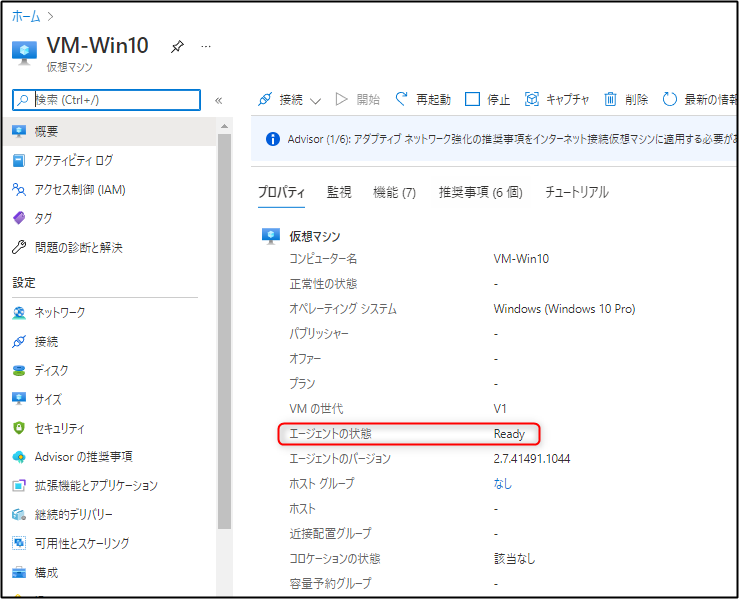 ホーム >
VM-Win10
仮想マシン
検索 (Ctrl+/)
«
接続
開始
再起動
停止
キャプチャ
削除
最新の情報
概要
アクティビティ ログ
アクセス制御 (IAM)
タグ
問題の診断と解決
設定
ネットワーク
接続
ディスク
サイズ
セキュリティ
Advisor の推奨事項
拡張機能とアプリケーション
継続的デリバリー
可用性とスケーリング
構成
Advisor (1/6): アダプティブ ネットワーク強化の推奨事項をインターネット接続仮想マシンに適用する必要があ
プロパティ 監視 機能 (7) 推奨事項 (6 個) チュートリアル
仮想マシン
コンピューター名 VM-Win10
正常性の状態 -
オペレーティング システム Windows (Windows 10 Pro)
パブリッシャー -
オファー -
プラン -
VM の世代 V1
エージェントの状態 Ready
エージェントのバージョン 2.7.41491.1044
ホスト グループ なし
ホスト -
近接配置グループ -
コロケーションの状態 該当なし
容量予約グループ -